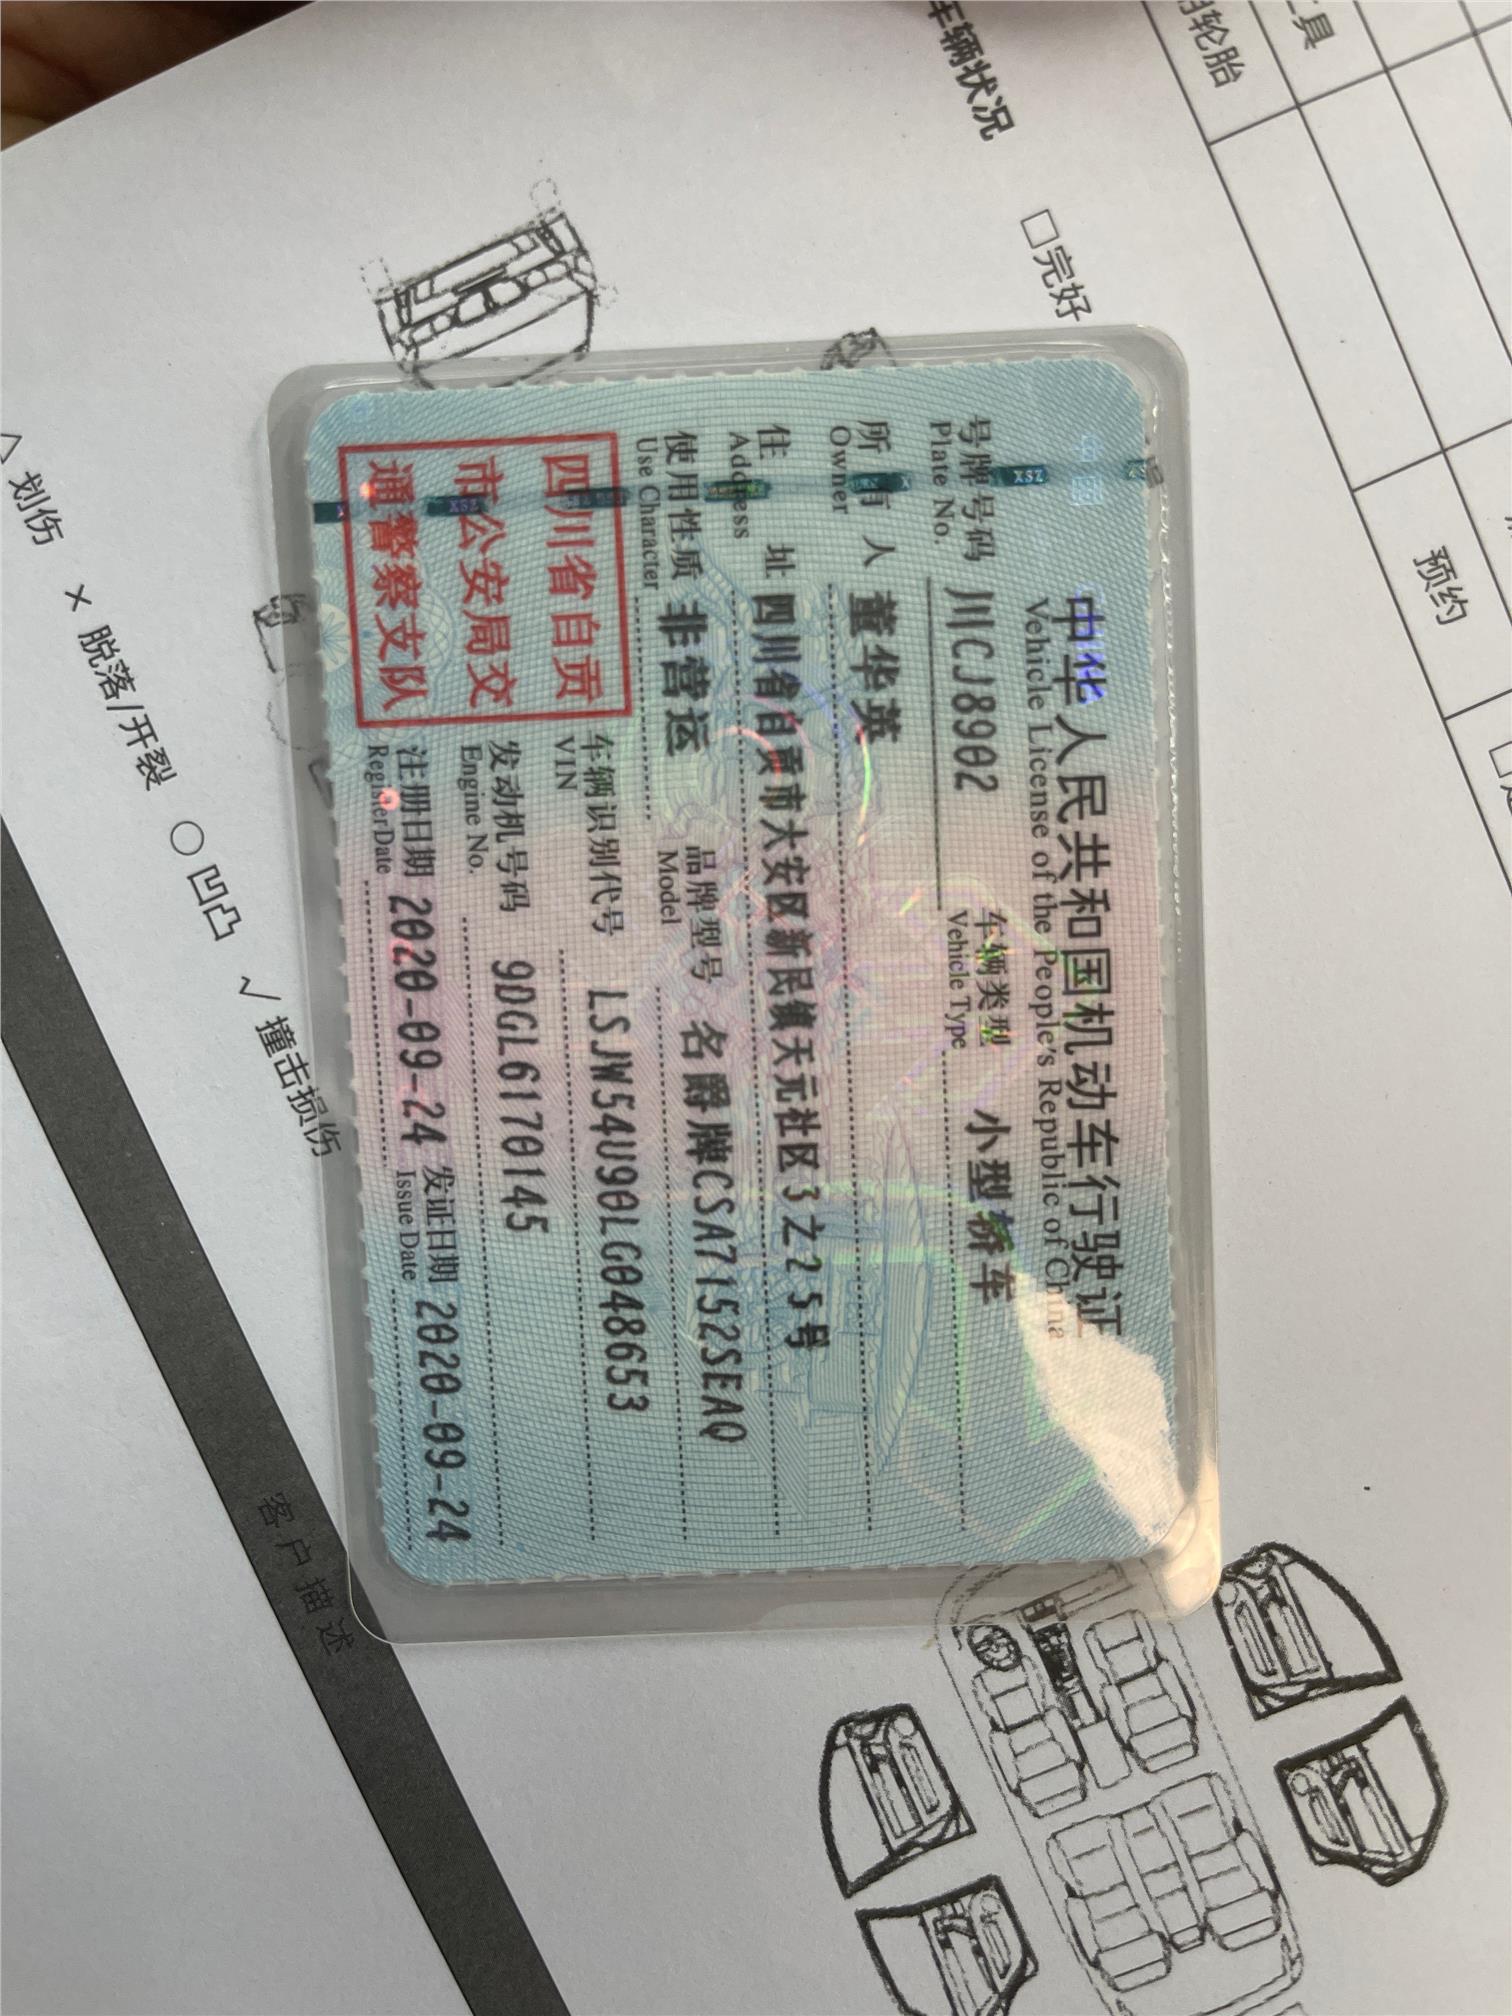 中华人民共和国机动车行驶证
Vehicle License of the People's Republic of China
号牌号码 川CJ8902 车辆类型 小型轿车
Plate No. Vehicle Type
所有人 董华英
Owner
住址 四川省自贡市大安区新民镇天元社区3之25号
Address
使用性质 非营运 品牌型号 名爵牌CSA7152SEAQ
Use Character Model
四川省自贡
市公安局交
通警察支队
车辆识别代号 LSJW54U90LG048653
VIN
发动机号码 9DGL6170145
Engine No.
注册日期 2020-09-24 发证日期 2020-09-24
Register Date Issue Date
车辆状况
□完好
轮胎
具
预约
△ 划伤 × 脱落/开裂 ○ 凹凸 √ 撞击损伤
客户描述